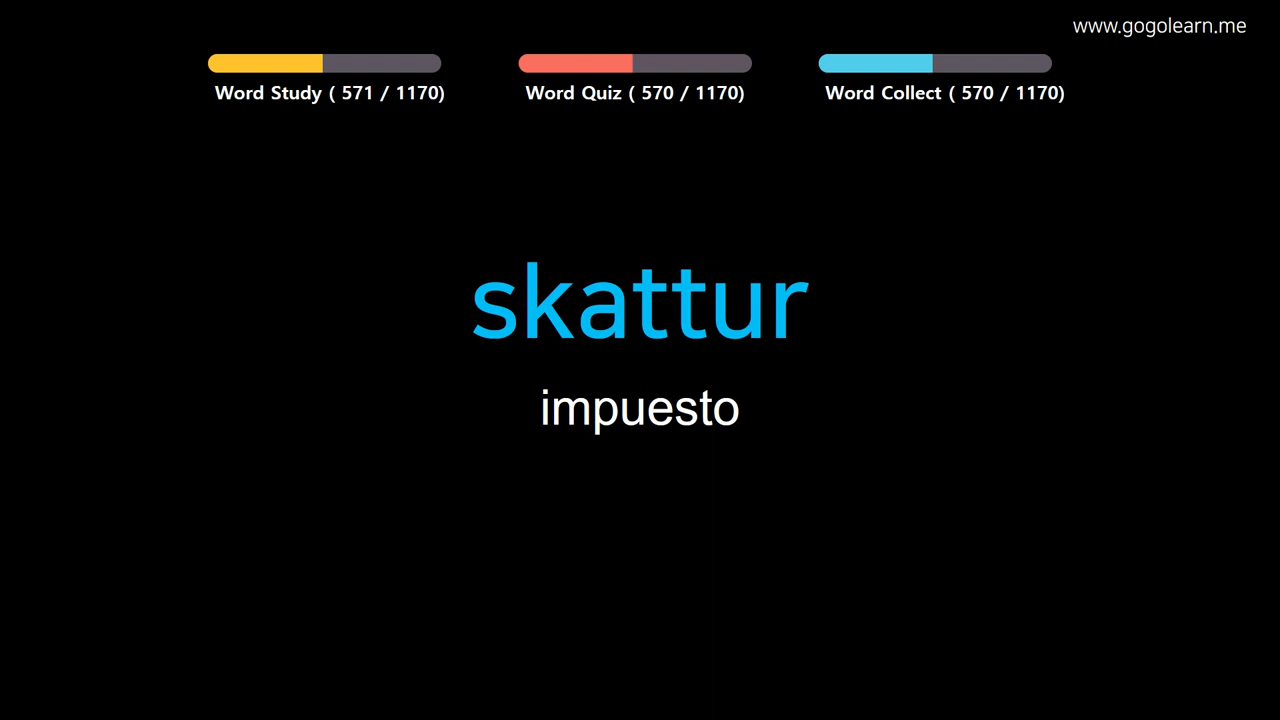 www.gogolearn.me
Word Study ( 571 / 1170)
Word Quiz ( 570 / 1170)
Word Collect ( 570 / 1170)
skattur
impuesto